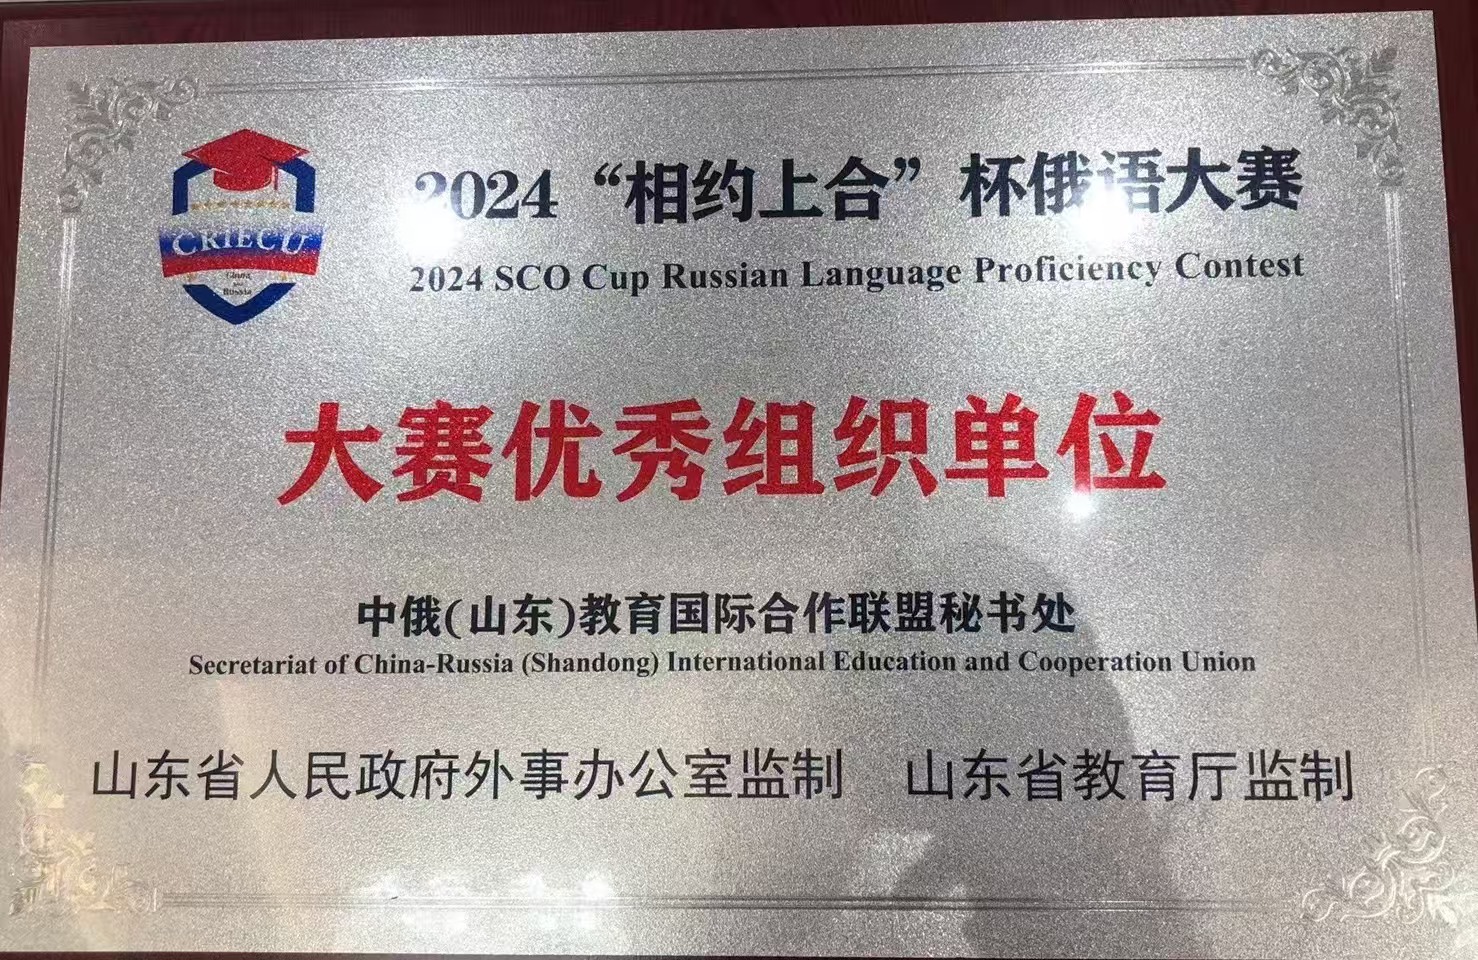 CRIECU
China
and
Russia
2024“相约上合”杯俄语大赛
2024 SCO Cup Russian Language Proficiency Contest
大赛优秀组织单位
中俄(山东)教育国际合作联盟秘书处
Secretariat of China-Russia (Shandong) International Education and Cooperation Union
山东省人民政府外事办公室监制 山东省教育厅监制